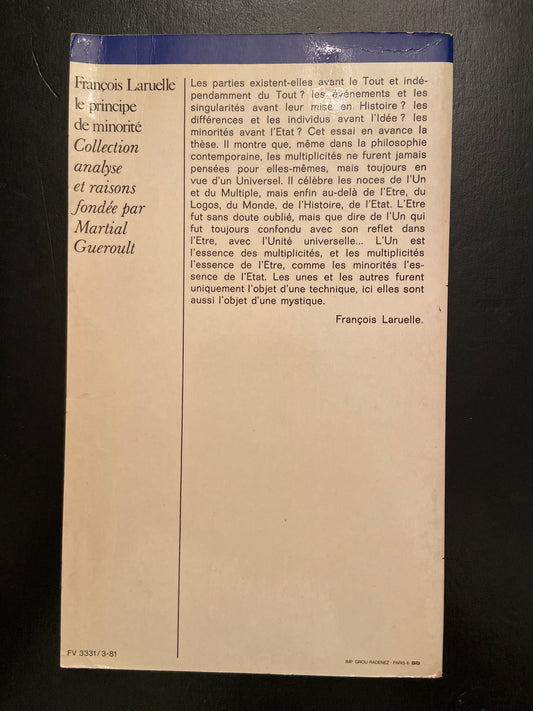 François Laruelle
le principe
de minorité
Collection
analyse
et raisons
fondée par
Martial
Gueroult
Les parties existent-elles avant le Tout et indé-
pendamment du Tout ? les événements et les
singularités avant leur mise en Histoire ? les
différences et les individus avant l'Idée ? les
minorités avant l'Etat ? Cet essai en avance la
thèse. Il montre que, même dans la philosophie
contemporaine, les multiplicités ne furent jamais
pensées pour elles-mêmes, mais toujours en
vue d'un Universel. Il célèbre les noces de l'Un
et du Multiple, mais enfin au-delà de l'Etre, du
Logos, du Monde, de l'Histoire, de l'Etat. L'Etre
fut sans doute oublié, mais que dire de l'Un qui
fut toujours confondu avec son reflet dans
l'Etre, avec l'Unité universelle... L'Un est
l'essence des multiplicités, et les multiplicités
l'essence de l'Etre, comme les minorités l'es-
sence de l'Etat. Les unes et les autres furent
uniquement l'objet d'une technique, ici elles sont
aussi l'objet d'une mystique.
François Laruelle.
FV 3331/3-81
IMP. GROU-RADENEZ - PARIS 6